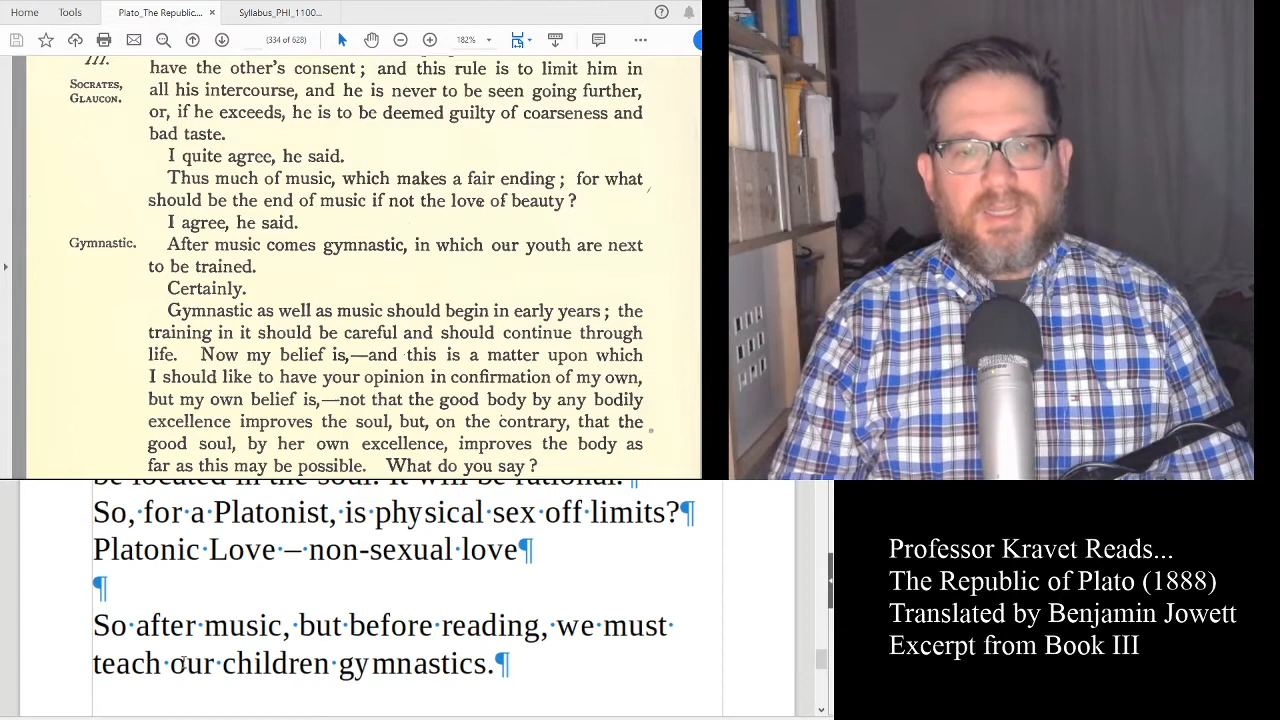 Home Tools Plato_The Republic.... × Syllabus_PHI_1100...
(334 of 628) 182%
III. have the other's consent ; and this rule is to limit him in
SOCRATES, all his intercourse, and he is never to be seen going further,
GLAUCON. or, if he exceeds, he is to be deemed guilty of coarseness and
bad taste.
I quite agree, he said.
Thus much of music, which makes a fair ending ; for what
should be the end of music if not the love of beauty ?
I agree, he said.
Gymnastic. After music comes gymnastic, in which our youth are next
to be trained.
Certainly.
Gymnastic as well as music should begin in early years ; the
training in it should be careful and should continue through
life. Now my belief is,—and this is a matter upon which
I should like to have your opinion in confirmation of my own,
but my own belief is,—not that the good body by any bodily
excellence improves the soul, but, on the contrary, that the
good soul, by her own excellence, improves the body as
far as this may be possible. What do you say ?
be located in the soul. It will be rational.¶
So, for a Platonist, is physical sex off limits?¶
Platonic Love – non-sexual love¶
¶
So after music, but before reading, we must
teach our children gymnastics.¶
Professor Kravet Reads...
The Republic of Plato (1888)
Translated by Benjamin Jowett
Excerpt from Book III